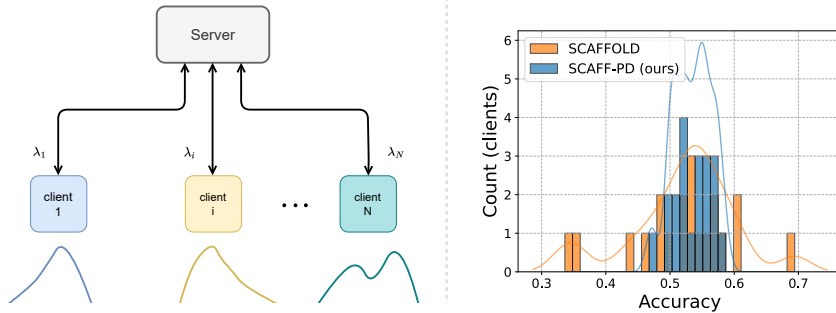 Server
λ1
λi
λN
client
1
client
i
...
client
N
SCAFFOLD
SCAFF-PD (ours)
Count (clients)
6
5
4
3
2
1
0
0.3 0.4 0.5 0.6 0.7
Accuracy